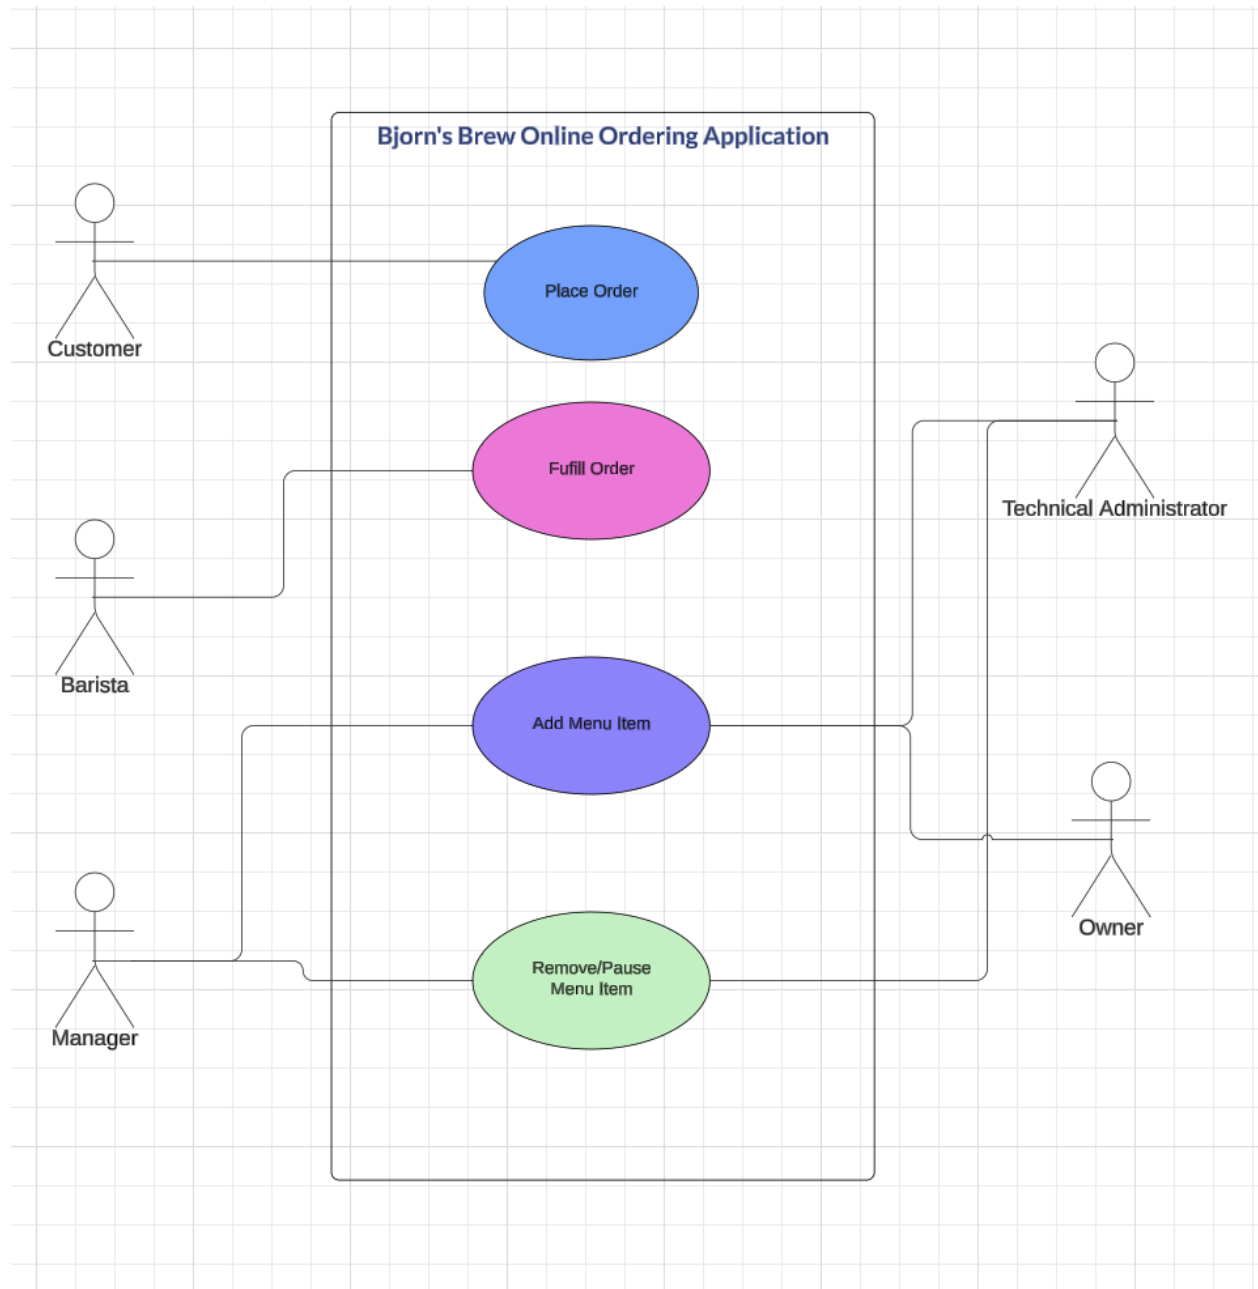 Bjorn's Brew Online Ordering Application
Customer
Place Order
Technical Administrator
Fufill Order
Barista
Add Menu Item
Owner
Manager
Remove/Pause
Menu Item